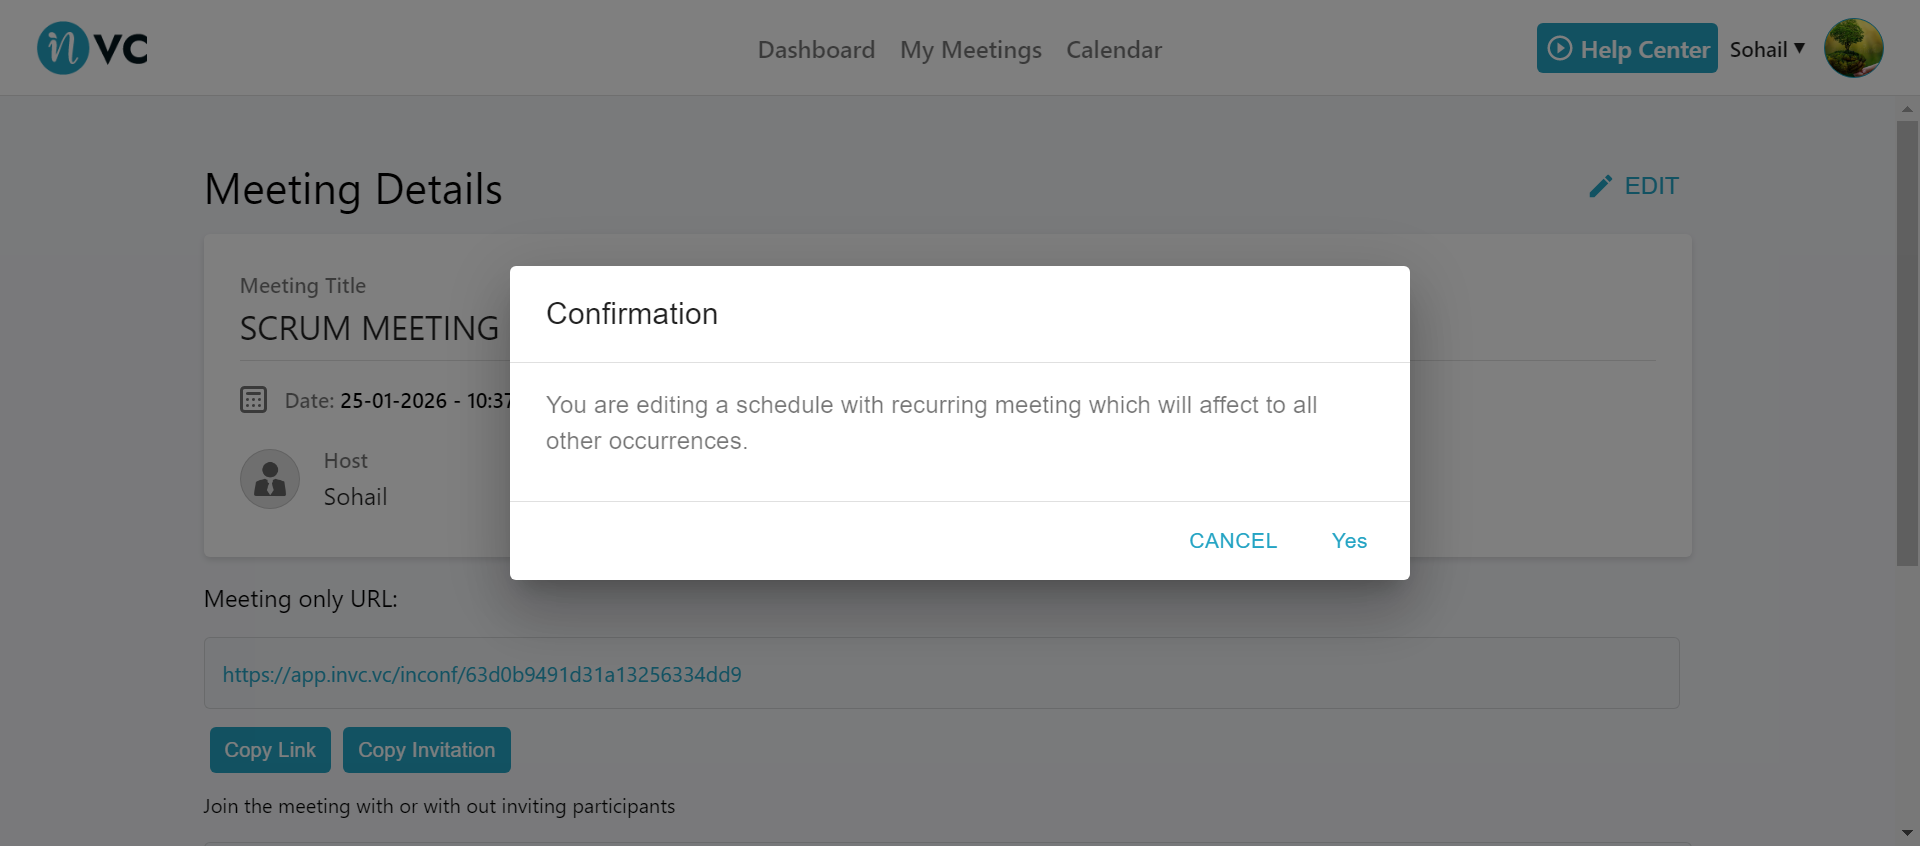 n vc
Dashboard My Meetings Calendar
Help Center Sohail
Meeting Details
EDIT
Meeting Title
SCRUM MEETING
Confirmation
You are editing a schedule with recurring meeting which will affect to all
other occurrences.
CANCEL Yes
Date: 25-01-2026 - 10:37
Host
Sohail
Meeting only URL:
https://app.invc.vc/inconf/63d0b9491d31a13256334dd9
Copy Link Copy Invitation
Join the meeting with or with out inviting participants